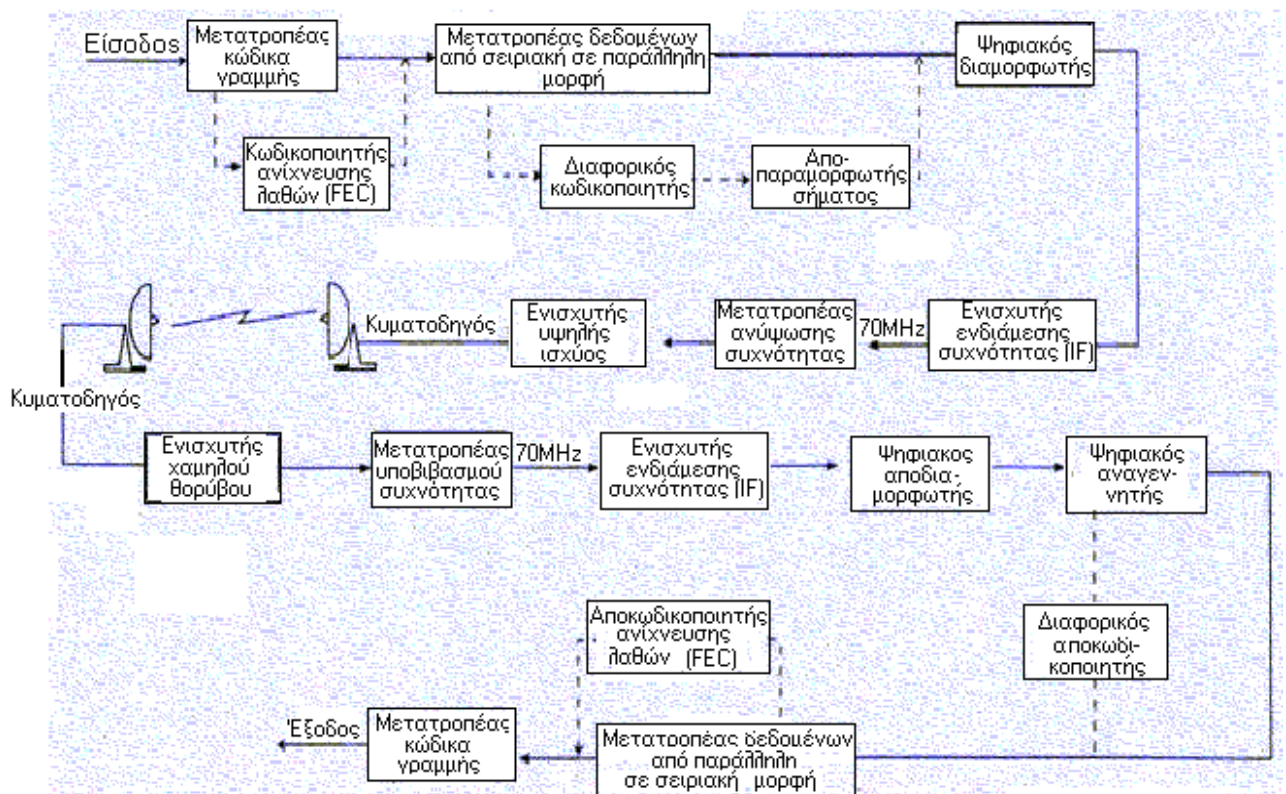 Είσοδος
Μετατροπέας
κώδικα
γραμμής
Μετατροπέας δεδομένων
από σειριακή σε παράλληλη
μορφή
Ψηφιακός
διαμορφωτής
Κωδικοποιητής
ανίχνευσης
λαθών (FEC)
Διαφορικός
κωδικοποιητής
Απο-
παραμορφωτής
σήματος
Κυματοδηγός
Ενισχυτής
υψηλής
ισχύος
Μετατροπέας
ανύψωσης
συχνότητας
70MHz
Ενισχυτής
ενδιάμεσης
συχνότητας (IF)
Κυματοδηγός
Ενισχυτής
χαμηλού
θορύβου
Μετατροπέας
υποβιβασμού
συχνότητας
70MHz
Ενισχυτής
ενδιάμεσης
συχνότητας (IF)
Ψηφιακος
αποδια-
μορφωτής
Ψηφιακός
αναγεν-
νητής
Αποκωδικοποιητής
ανίχνευσης
λαθών (FEC)
Διαφορικός
αποκωδι-
κοποιητής
Έξοδος
Μετατροπέας
κώδικα
γραμμής
Μετατροπέας δεδομένων
από παράλληλη
σε σειριακή μορφή